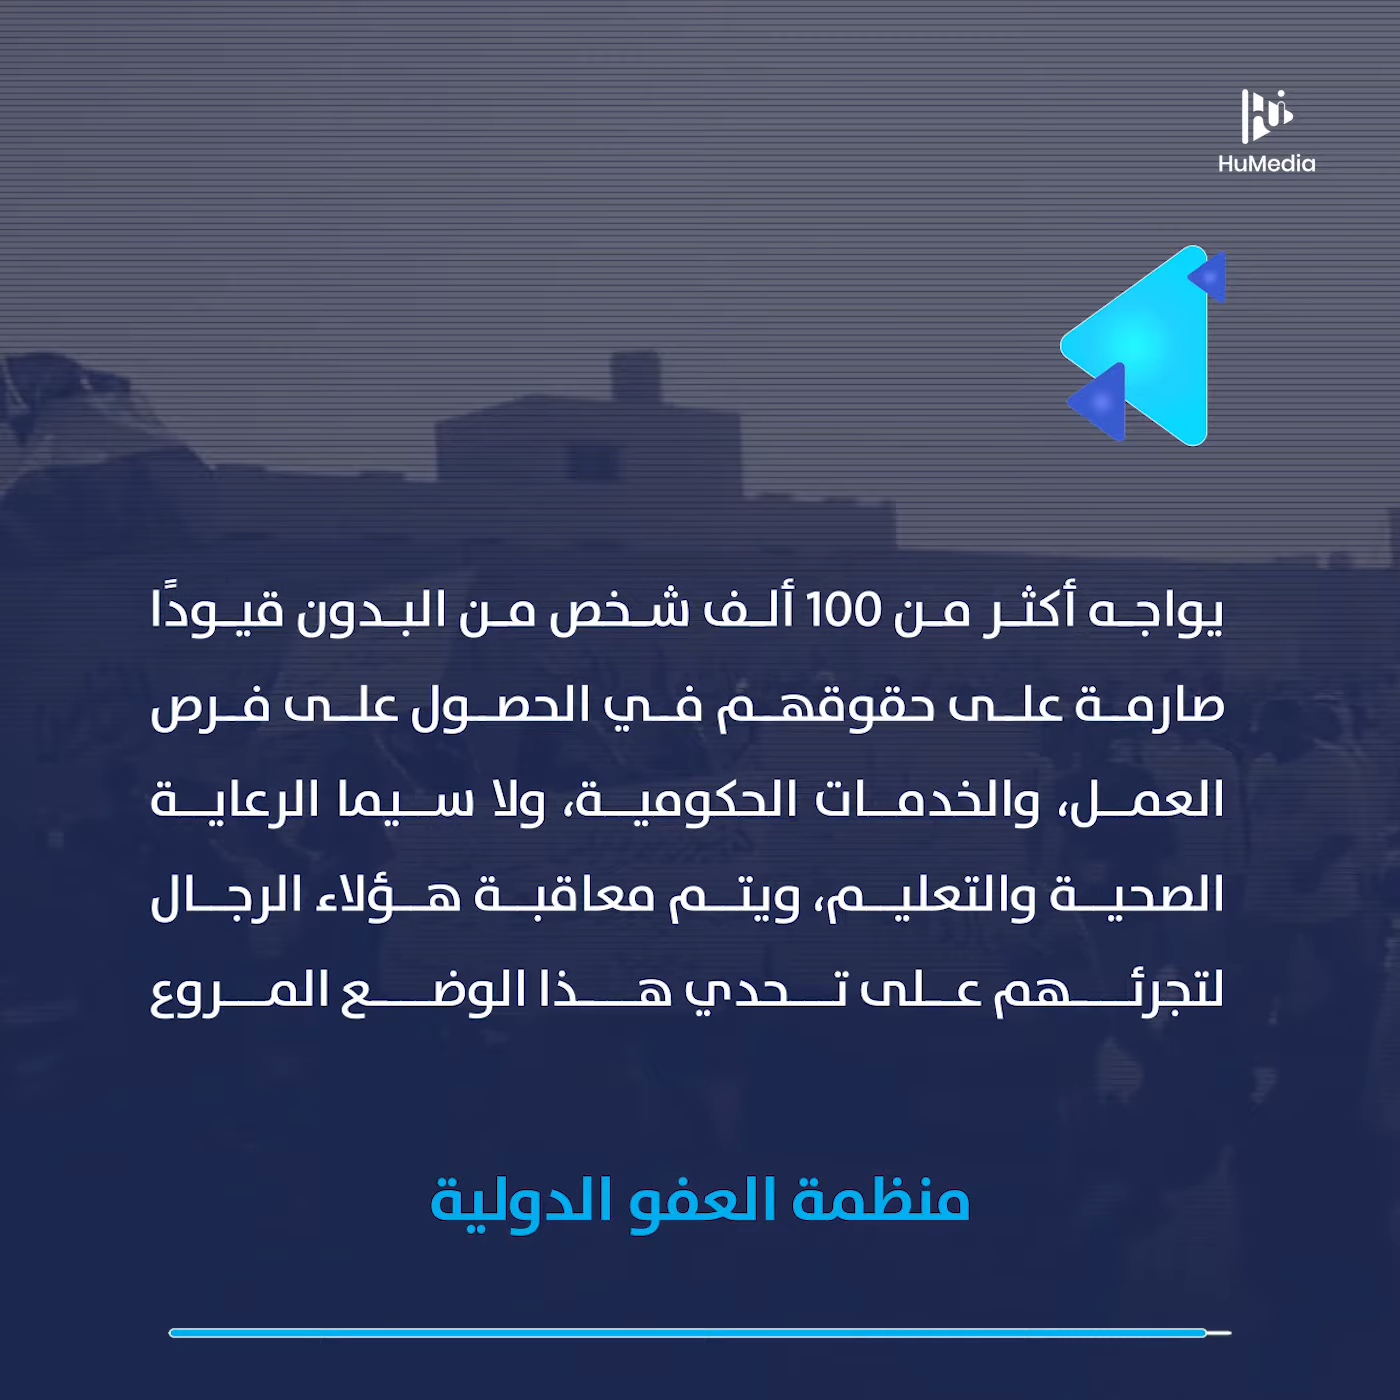 HuMedia
يواجه أكثر من 100 ألف شخص من البدون قيودًا
صارمة على حقوقهم في الحصول على فرص
العمل، والخدمات الحكومية، ولا سيما الرعاية
الصحية والتعليم، ويتم معاقبة هؤلاء الرجال
لتجرئهم على تحدي هذا الوضع المروع
منظمة العفو الدولية